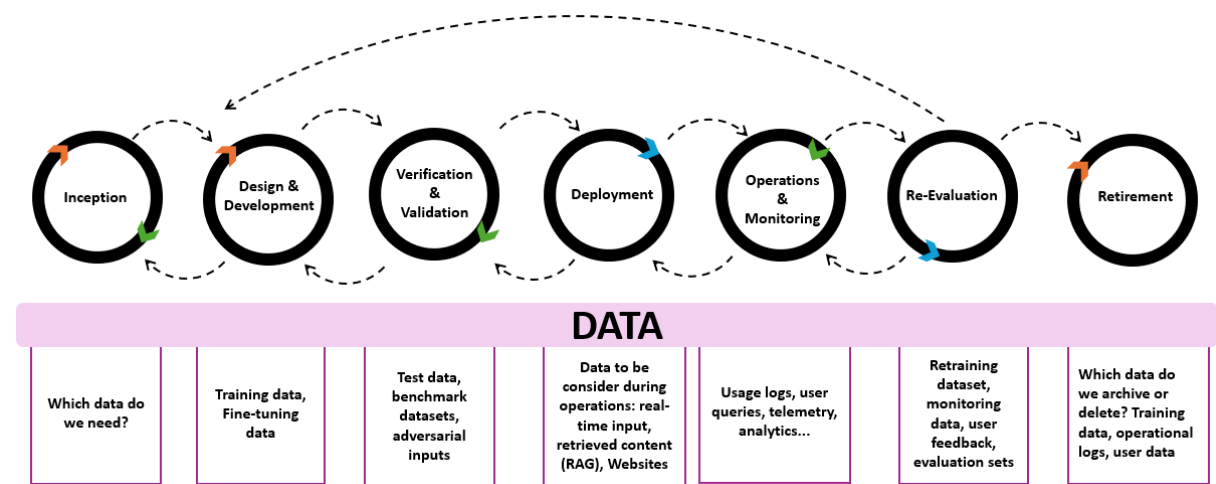 Inception
Design &
Development
Verification
&
Validation
Deployment
Operations
&
Monitoring
Re-Evaluation
Retirement
DATA
Which data do
we need?
Training data,
Fine-tuning
data
Test data,
benchmark
datasets,
adversarial
inputs
Data to be
consider during
operations: real-
time input,
retrieved content
(RAG), Websites
Usage logs, user
queries, telemetry,
analytics...
Retraining
dataset,
monitoring
data, user
feedback,
evaluation sets
Which data do
we archive or
delete? Training
data, operational
logs, user data